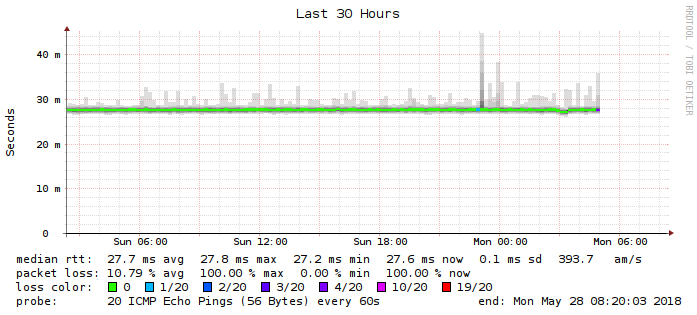 Last 30 Hours
RRDTOOL / TOBI OETIKER
Seconds
40 m
30 m
20 m
10 m
0
Sun 06:00 Sun 12:00 Sun 18:00 Mon 00:00 Mon 06:00
median rtt: 27.7 ms avg 27.8 ms max 27.2 ms min 27.6 ms now 0.1 ms sd 393.7 am/s
packet loss: 10.79 % avg 100.00 % max 0.00 % min 100.00 % now
loss color: 0 1/20 2/20 3/20 4/20 10/20 19/20
probe: 20 ICMP Echo Pings (56 Bytes) every 60s end: Mon May 28 08:20:03 2018